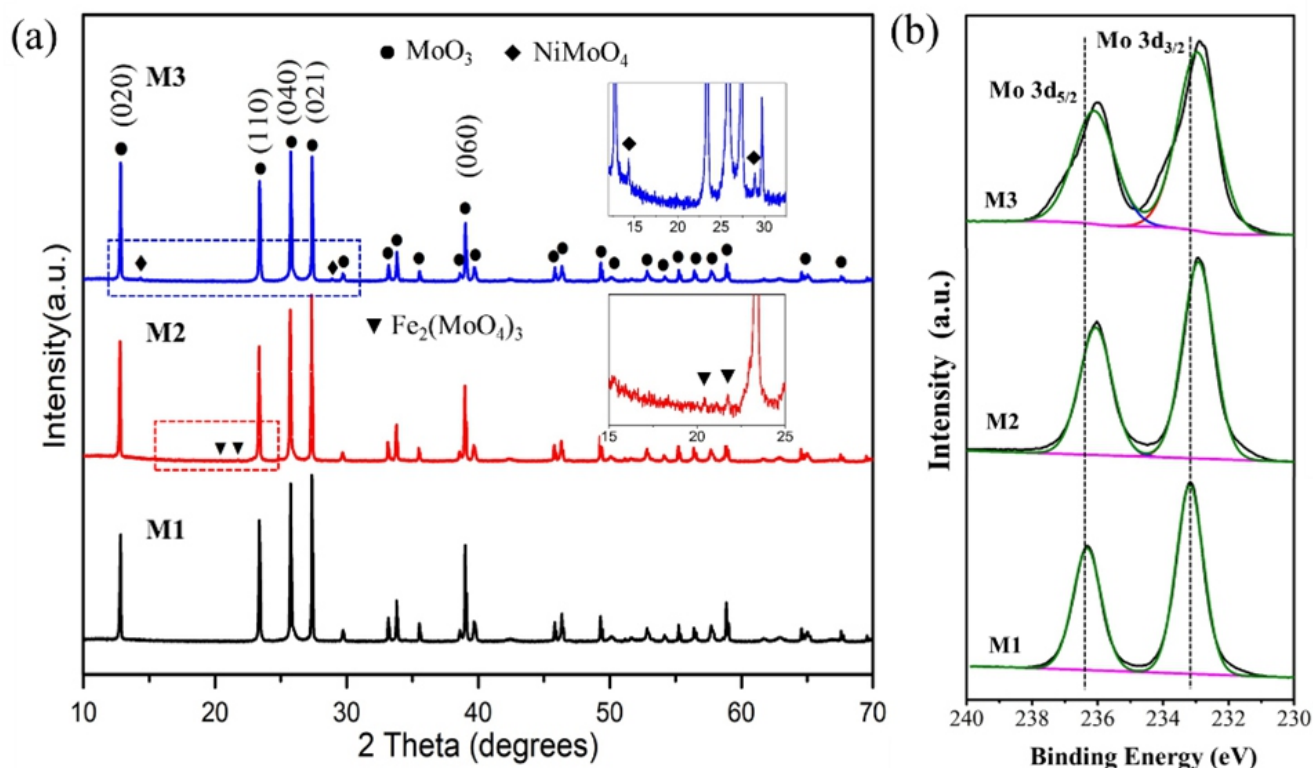 (a)
M3
● MoO₃ ◆ NiMoO₄
(020)
(110)
(040)
(021)
(060)
15 20 25 30
M2
▼ Fe₂(MoO₄)₃
15 20 25
M1
Intensity(a.u.)
10 20 30 40 50 60 70
2 Theta (degrees)
(b)
Mo 3d₃/₂
Mo 3d₅/₂
M3
M2
M1
Intensity (a.u.)
240 238 236 234 232 230
Binding Energy (eV)